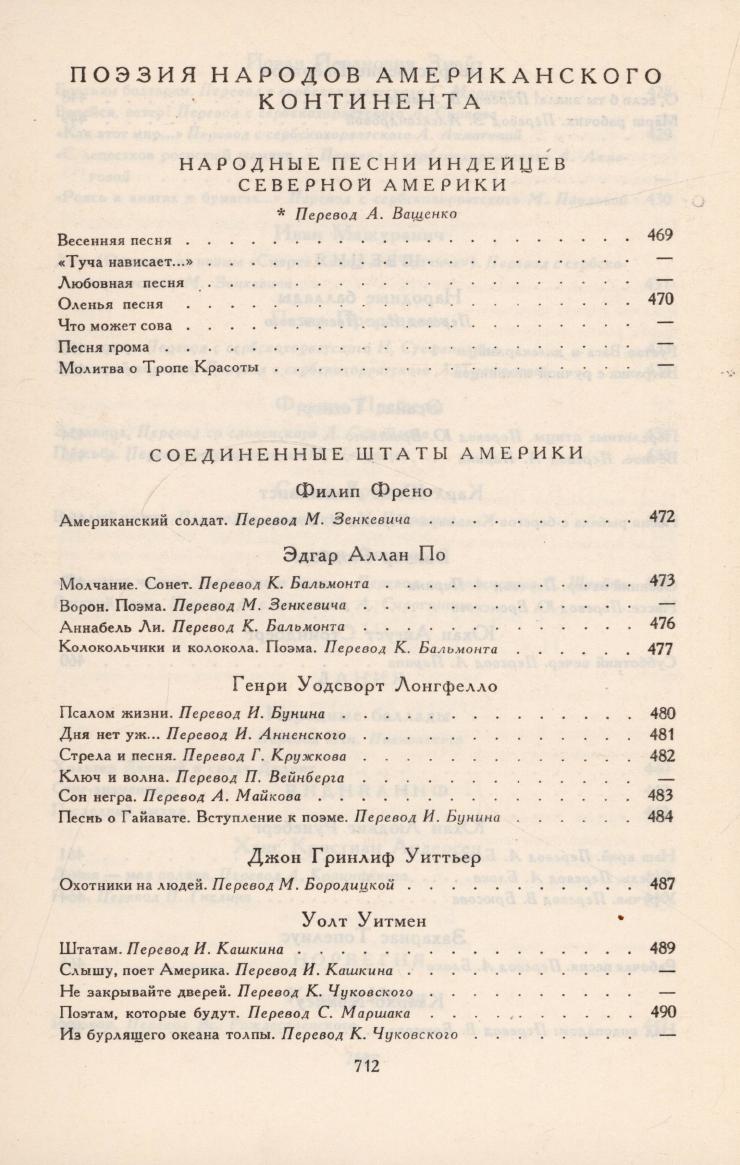 ПОЭЗИЯ НАРОДОВ АМЕРИКАНСКОГО
КОНТИНЕНТА
НАРОДНЫЕ ПЕСНИ ИНДЕЙЦЕВ
СЕВЕРНОЙ АМЕРИКИ
* Перевод А. Ващенко
Весенняя песня . . . . . . . . . . . . . . . . . . . . . 469
«Туча нависает...» . . . . . . . . . . . . . . . . . . . . —
Любовная песня . . . . . . . . . . . . . . . . . . . . —
Оленья песня . . . . . . . . . . . . . . . . . . . . . 470
Что может сова . . . . . . . . . . . . . . . . . . . . . —
Песня грома . . . . . . . . . . . . . . . . . . . . . . —
Молитва о Тропе Красоты . . . . . . . . . . . . . . . . . —
СОЕДИНЕННЫЕ ШТАТЫ АМЕРИКИ
Филип Френо
Американский солдат. Перевод М. Зенкевича . . . . . . . . . . 472
Эдгар Аллан По
Молчание. Сонет. Перевод К. Бальмонта . . . . . . . . . . . . 473
Ворон. Поэма. Перевод М. Зенкевича . . . . . . . . . . . . . —
Аннабель Ли. Перевод К. Бальмонта . . . . . . . . . . . . . 476
Колокольчики и колокола. Поэма. Перевод К. Бальмонта . . . . . . 477
Генри Уодсворт Лонгфелло
Псалом жизни. Перевод И. Бунина . . . . . . . . . . . . . . 480
Дня нет уж... Перевод И. Анненского . . . . . . . . . . . . . 481
Стрела и песня. Перевод Г. Кружкова . . . . . . . . . . . . . 482
Ключ и волна. Перевод П. Вейнберга . . . . . . . . . . . . . —
Сон негра. Перевод А. Майкова . . . . . . . . . . . . . . . 483
Песнь о Гайавате. Вступление к поэме. Перевод И. Бунина . . . . . . 484
Джон Гринлиф Уиттьер
Охотники на людей. Перевод М. Бородицкой . . . . . . . . . . . 487
Уолт Уитмен
Штатам. Перевод И. Кашкина . . . . . . . . . . . . . . . . 489
Слышу, поет Америка. Перевод И. Кашкина . . . . . . . . . . . —
Не закрывайте дверей. Перевод К. Чуковского . . . . . . . . . . —
Поэтам, которые будут. Перевод С. Маршака . . . . . . . . . . 490
Из бурлящего океана толпы. Перевод К. Чуковского . . . . . . . . —
712